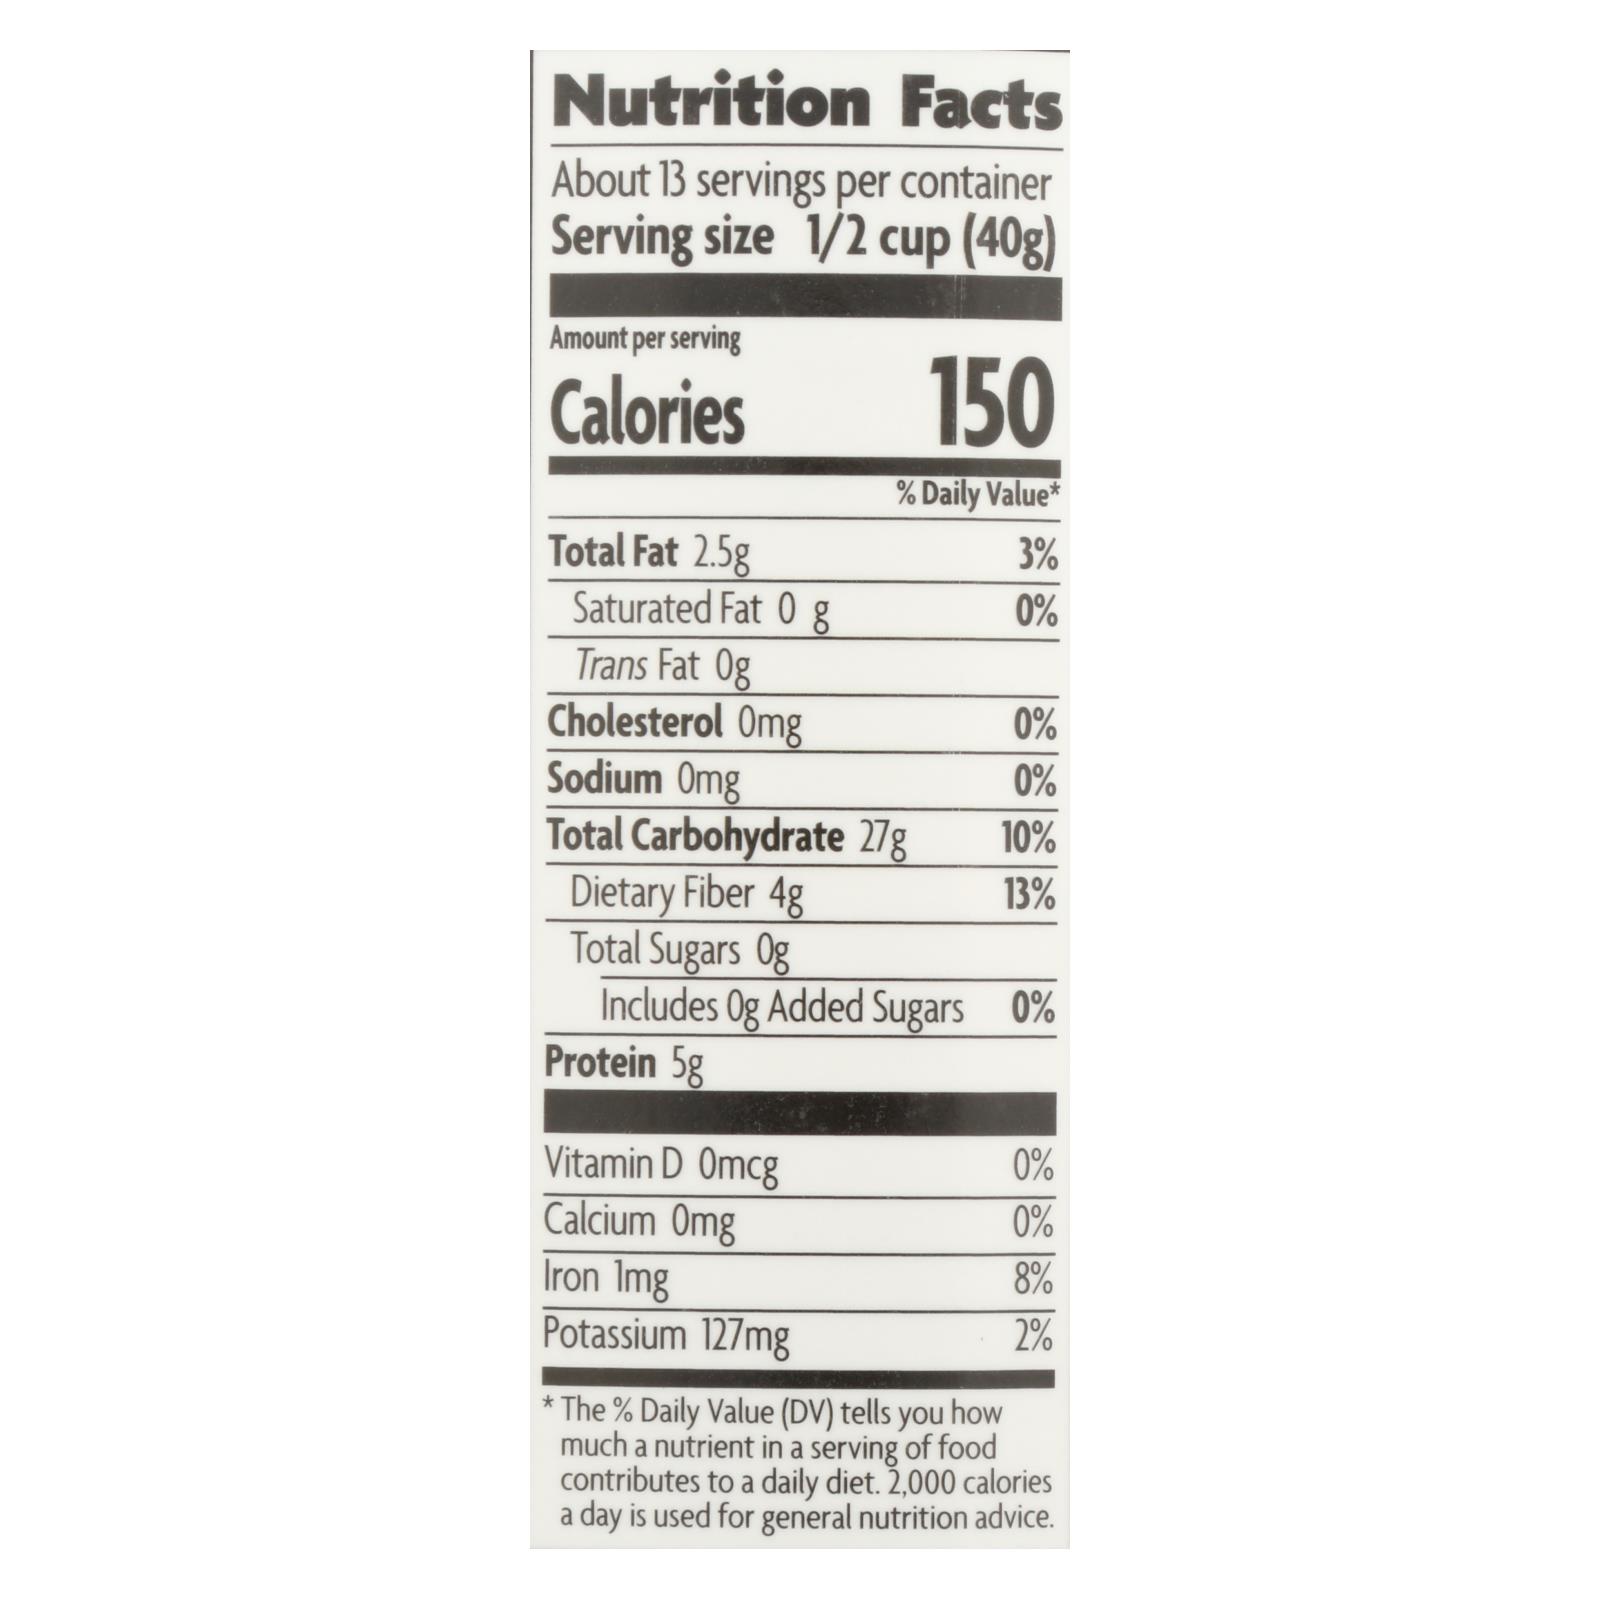 Nutrition Facts
About 13 servings per container
Serving size 1/2 cup (40g)
Amount per serving
Calories 150
% Daily Value*
Total Fat 2.5g 3%
Saturated Fat 0 g 0%
Trans Fat 0g
Cholesterol 0mg 0%
Sodium 0mg 0%
Total Carbohydrate 27g 10%
Dietary Fiber 4g 13%
Total Sugars 0g
Includes 0g Added Sugars 0%
Protein 5g
Vitamin D 0mcg 0%
Calcium 0mg 0%
Iron 1mg 8%
Potassium 127mg 2%
* The % Daily Value (DV) tells you how
much a nutrient in a serving of food
contributes to a daily diet. 2,000 calories
a day is used for general nutrition advice.